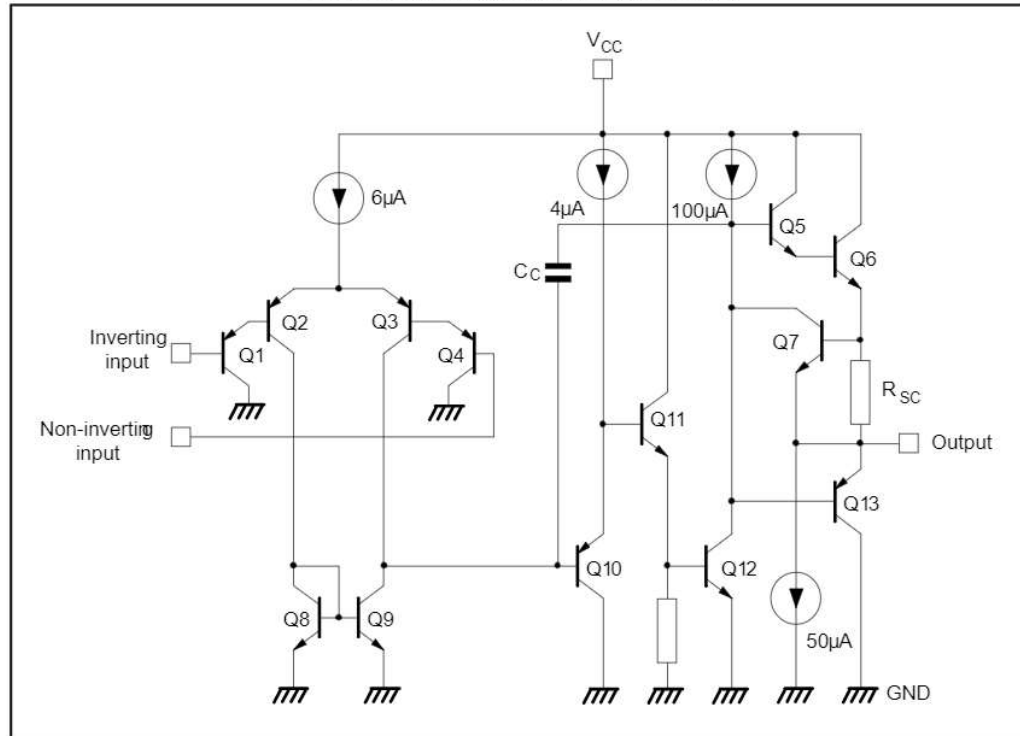 VCC
6µA
4µA
100µA
Q5
Q6
CC
Q2
Q3
Q7
Inverting
input
Q1
Q4
RSC
Non-inverting
input
Q11
Output
Q13
Q10
Q12
Q8
Q9
50µA
GND